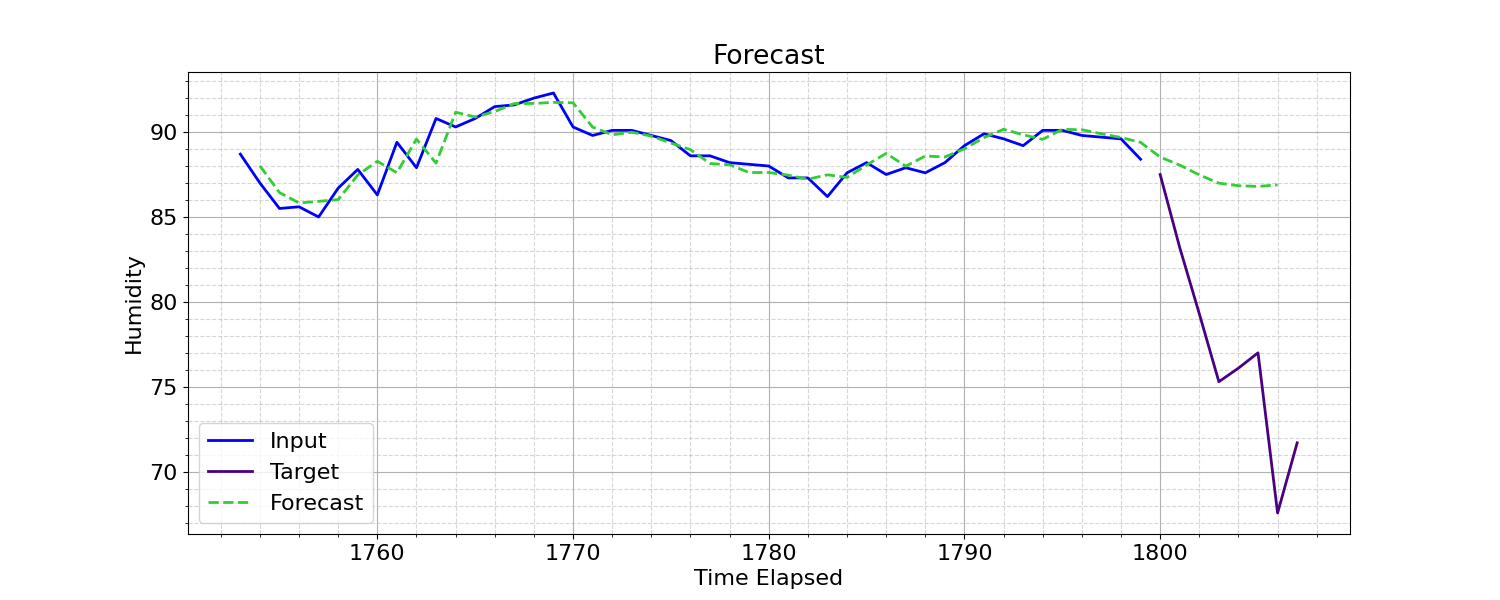 Forecast
90
85
80
75
70
Humidity
Input
Target
Forecast
1760 1770 1780 1790 1800
Time Elapsed